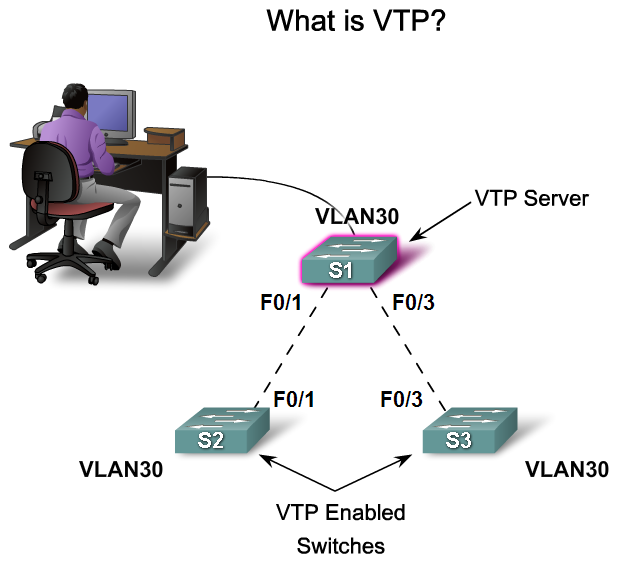 What is VTP?
VLAN30
VTP Server
S1
F0/1
F0/3
F0/1
F0/3
S2
S3
VLAN30
VLAN30
VTP Enabled
Switches